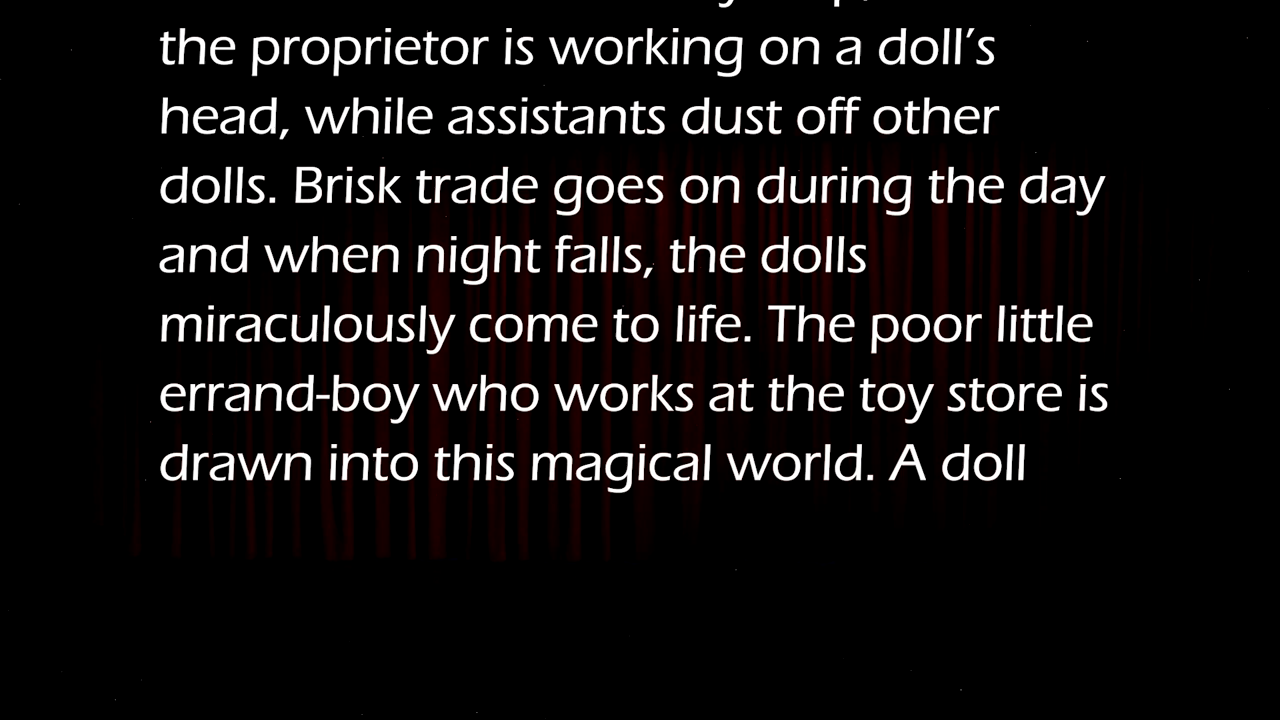 the proprietor is working on a doll’s
head, while assistants dust off other
dolls. Brisk trade goes on during the day
and when night falls, the dolls
miraculously come to life. The poor little
errand-boy who works at the toy store is
drawn into this magical world. A doll